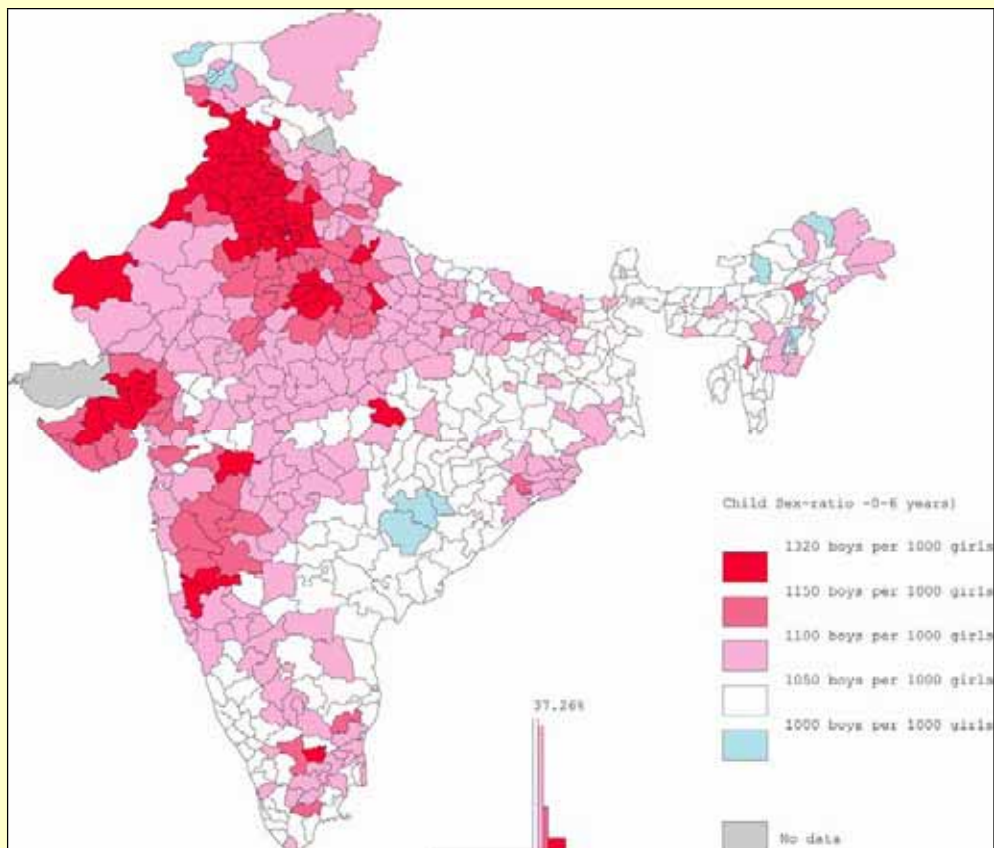 Child Sex-ratio -0-6 years)
1320 boys per 1000 girls
1150 boys per 1000 girls
1100 boys per 1000 girls
1050 boys per 1000 girls
1000 boys per 1000 girls
37.26%
No data